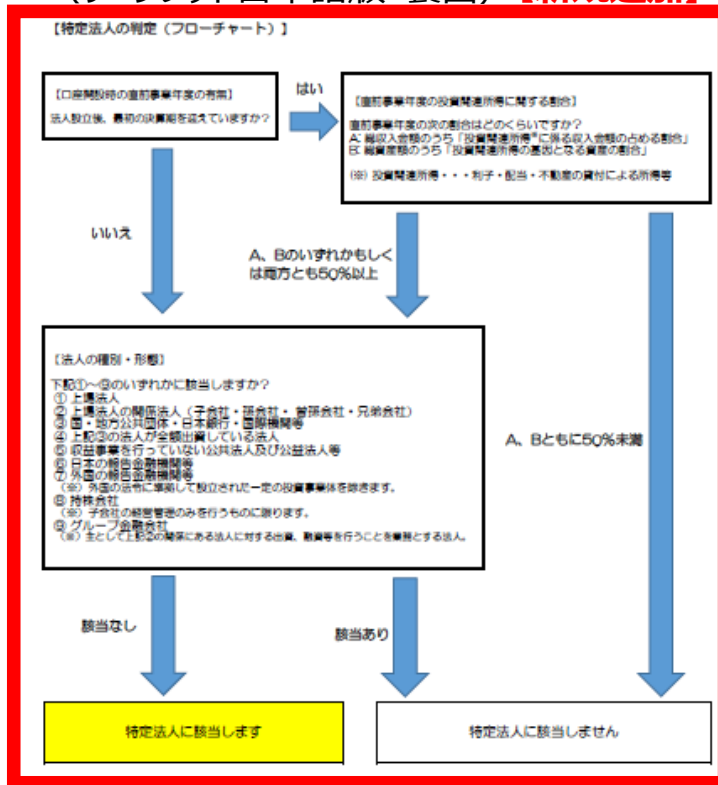 【特定法人の判定（フローチャート）】
【口座開設時の直前事業年度の有無】
法人設立後、最初の決算期を迎えていますか？
はい
【直前事業年度の投資関連所得に関する割合】
直前事業年度の次の割合はどのくらいですか？
A: 総収入金額のうち「投資関連所得※に係る収入金額の占める割合」
B: 総資産額のうち「投資関連所得の基因となる資産の割合」
（※）投資関連所得・・・利子・配当・不動産の貸付による所得等
いいえ
A、Bのいずれかもしく
は両方とも50%以上
【法人の種別・形態】
下記①～⑨のいずれかに該当しますか？
① 上場法人
② 上場法人の関係法人（子会社・孫会社・曽孫会社・兄弟会社）
③ 国・地方公共団体・日本銀行・国際機関等
④ 上記③の法人が全額出資している法人
⑤ 収益事業を行っていない公共法人及び公益法人等
⑥ 日本の報告金融機関等
⑦ 外国の報告金融機関等
（※）外国の法令に準拠して設立された一定の投資事業体を除きます。
⑧ 持株会社
（※）子会社の経営管理のみを行うものに限ります。
⑨ グループ金融会社
（※）主として上記②の関係にある法人に対する出資、融資等を行うことを業務とする法人。
A、Bともに50%未満
該当なし
該当あり
特定法人に該当します
特定法人に該当しません